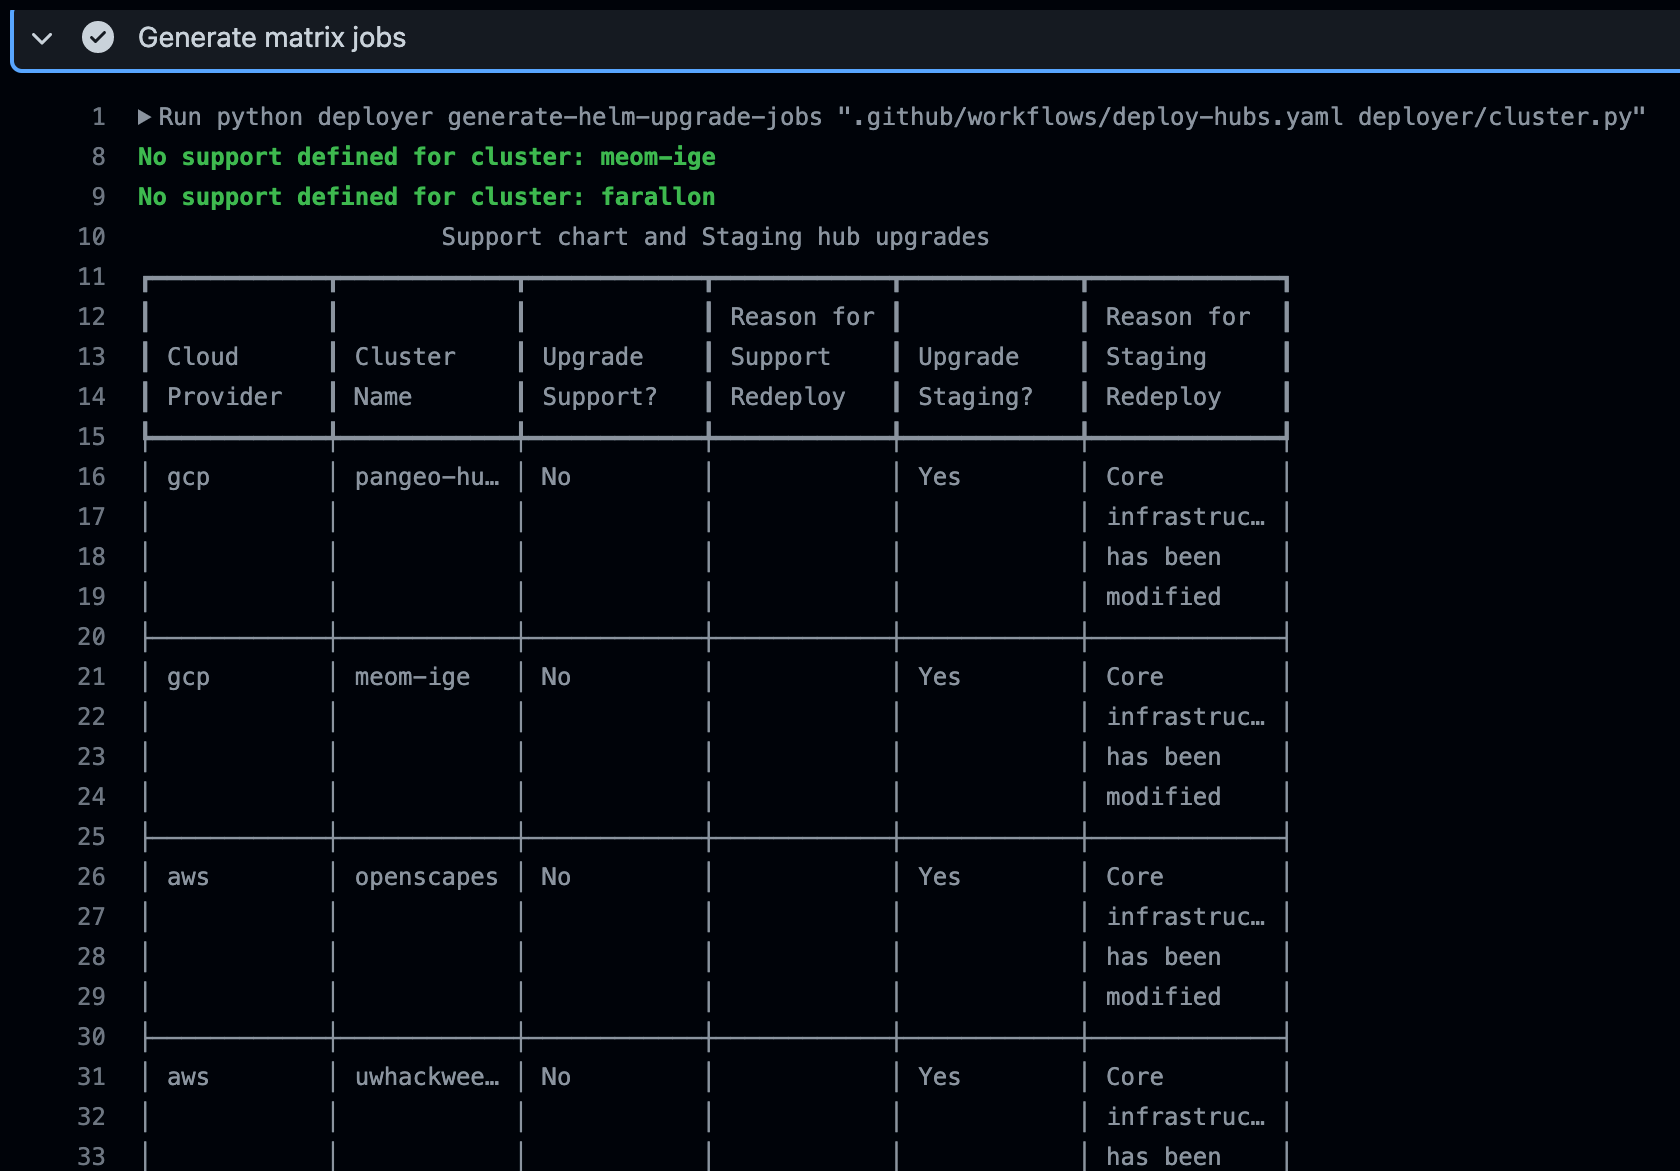 Generate matrix jobs
1 Run python deployer generate-helm-upgrade-jobs ".github/workflows/deploy-hubs.yaml deployer/cluster.py"
8 No support defined for cluster: meom-ige
9 No support defined for cluster: farallon
10 Support chart and Staging hub upgrades
11
12 Reason for Reason for
13 Cloud Cluster Upgrade Support Upgrade Staging
14 Provider Name Support? Redeploy Staging? Redeploy
15
16 gcp pangeo-hu… No Yes Core
17 infrastruc…
18 has been
19 modified
20
21 gcp meom-ige No Yes Core
22 infrastruc…
23 has been
24 modified
25
26 aws openscapes No Yes Core
27 infrastruc…
28 has been
29 modified
30
31 aws uwhackwee… No Yes Core
32 infrastruc…
33 has been